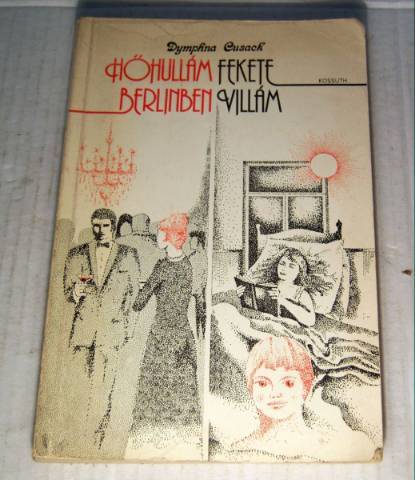 Dymphna Cusack
HŐHULLÁM FEKETE
KOSSUTH
BERLINBEN VILLÁM